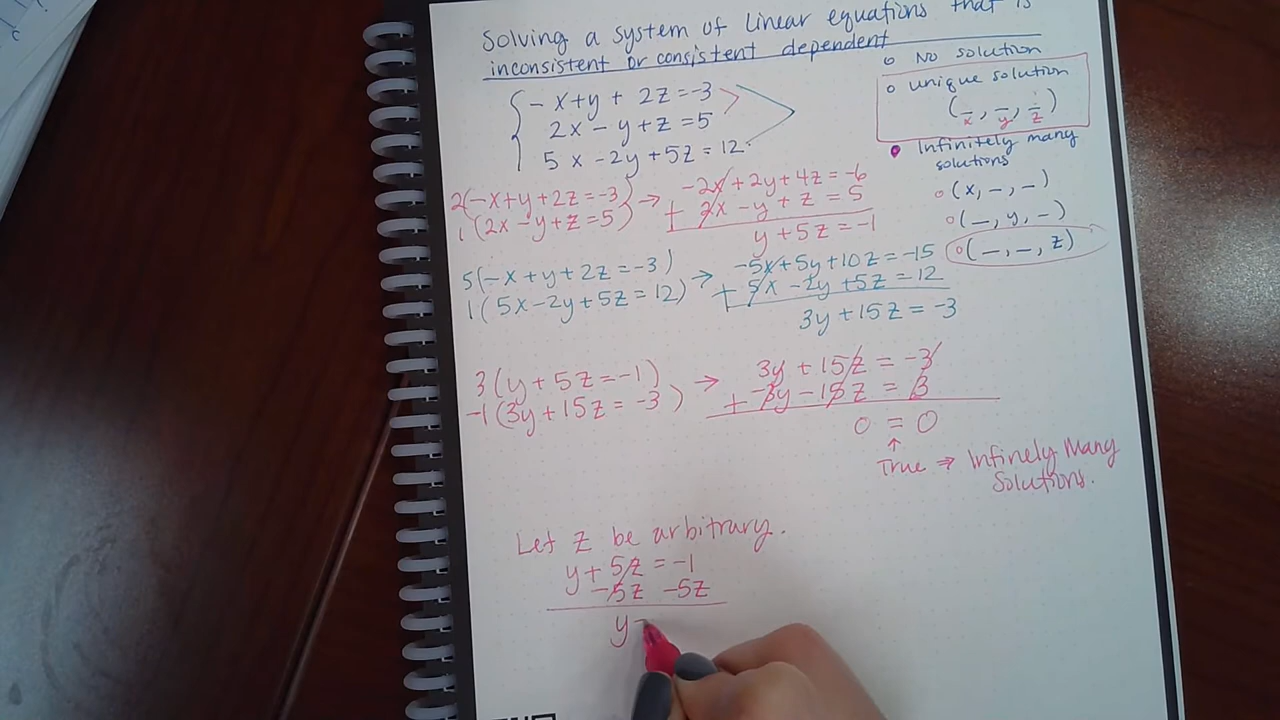 Solving a system of linear equations that is
inconsistent or consistent dependent
o No solution
o unique solution
(_, _, _)
x y z
• Infinitely many
solutions
o (x, _, _)
o (_, y, _)
o (_, _, z)
-x+y + 2z = -3
2x - y + z = 5
5x - 2y + 5z = 12
2(-x+y+2z = -3) → -2x + 2y + 4z = -6
1(2x - y + z = 5) + 2x - y + z = 5
y + 5z = -1
5(-x + y + 2z = -3) → -5x + 5y + 10z = -15
1(5x - 2y + 5z = 12) + 5x - 2y + 5z = 12
3y + 15z = -3
3(y + 5z = -1) → 3y + 15z = -3
-1(3y + 15z = -3) + -3y - 15z = 3
0 = 0
↑
True ⇒ Infinely Many
Solutions.
Let z be arbitrary.
y + 5z = -1
-5z -5z
y